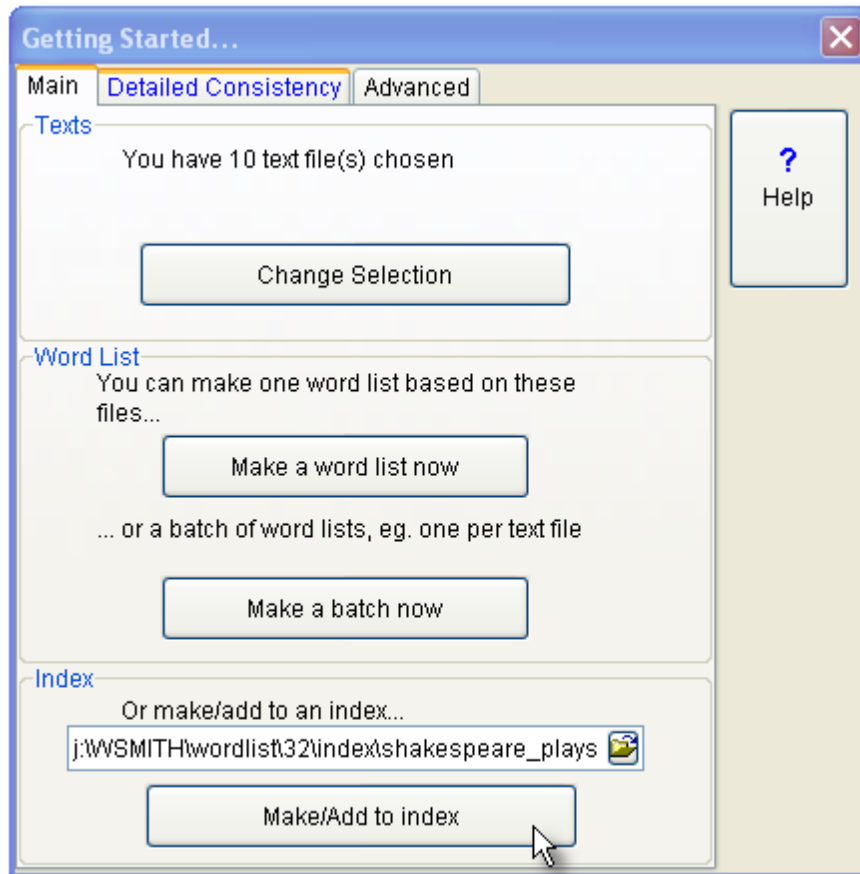 Getting Started...
Main Detailed Consistency Advanced
Texts
You have 10 text file(s) chosen
?
Help
Change Selection
Word List
You can make one word list based on these
files...
Make a word list now
... or a batch of word lists, eg. one per text file
Make a batch now
Index
Or make/add to an index...
j:\WSMITH\wordlist\32\index\shakespeare_plays
Make/Add to index